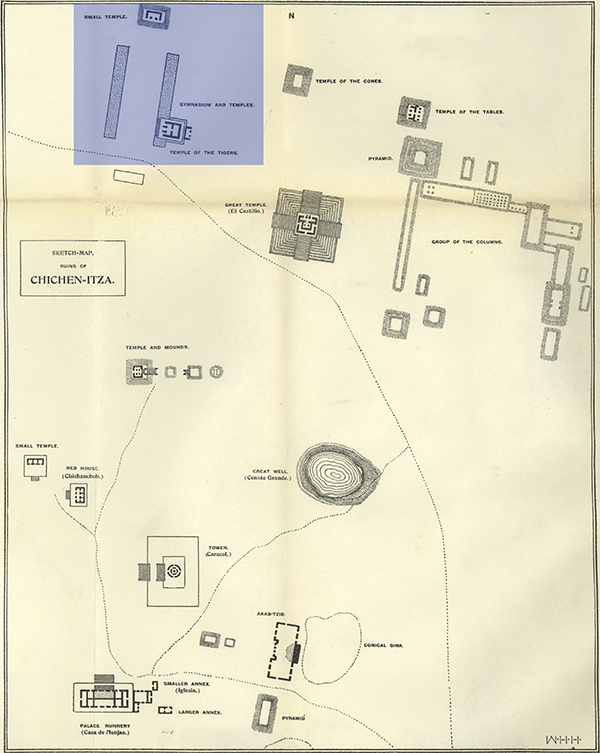 SMALL TEMPLE.
N
TEMPLE OF THE CONES.
GYMNASIUM AND TEMPLES.
TEMPLE OF THE TABLES.
TEMPLE OF THE TIGERS.
PYRAMID.
GREAT TEMPLE.
(El Castillo.)
GROUP OF THE COLUMNS.
SKETCH-MAP,
RUINS OF
CHICHEN-ITZA.
TEMPLE AND MOUNDS.
SMALL TEMPLE.
RED HOUSE.
(Chichanchob.)
GREAT WELL.
(Cenote Grande.)
TOWER.
(Caracol.)
AKAB-TZIB.
CONICAL SINK.
SMALLER ANNEX.
(Iglesia.)
LARGER ANNEX.
PYRAMID
PALACE NUNNERY
(Casa de Monjas.)